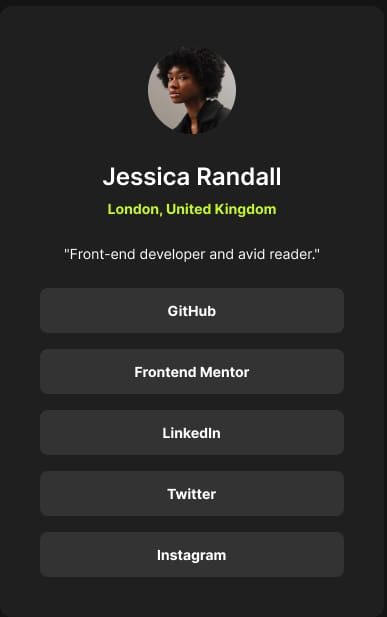 Jessica Randall
London, United Kingdom
"Front-end developer and avid reader."
GitHub
Frontend Mentor
LinkedIn
Twitter
Instagram